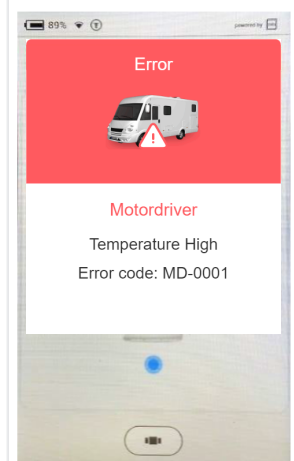 89%
powered by
Error
Motordriver
Temperature High
Error code: MD-0001